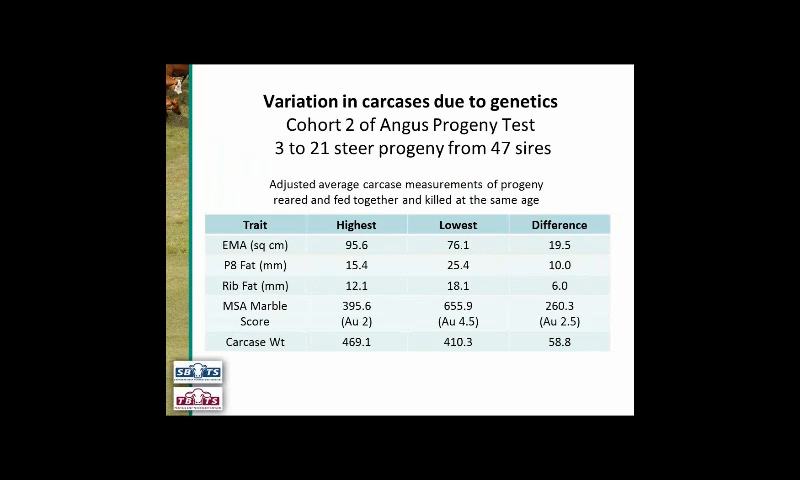 Variation in carcases due to genetics
Cohort 2 of Angus Progeny Test
3 to 21 steer progeny from 47 sires
Adjusted average carcase measurements of progeny
reared and fed together and killed at the same age
Trait Highest Lowest Difference
EMA (sq cm) 95.6 76.1 19.5
P8 Fat (mm) 15.4 25.4 10.0
Rib Fat (mm) 12.1 18.1 6.0
MSA Marble Score 395.6 (Au 2) 655.9 (Au 4.5) 260.3 (Au 2.5)
Carcase Wt 469.1 410.3 58.8
SBTS
TBTS